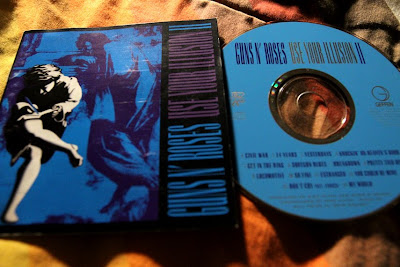 GUNS N' ROSES USE YOUR ILLUSION II
GUNS N' ROSES USE YOUR ILLUSION II
GEFFEN
CIVIL WAR • 14 YEARS • YESTERDAYS • KNOCKIN' ON HEAVEN'S DOOR
GET IN THE RING • SHOTGUN BLUES • BREAKDOWN • PRETTY TIED UP
LOCOMOTIVE • SO FINE • ESTRANGED • YOU COULD BE MINE
DON'T CRY • MY WORLD